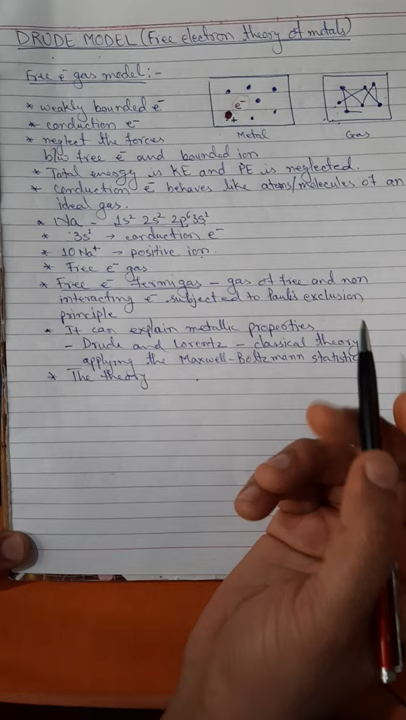 DRUDE MODEL (Free electron theory of metals)
Free e⁻ gas model:-
* weakly bounded e⁻
* conduction e⁻
* neglect the forces
b/w free e⁻ and bounded ion
e⁻
+
Metal
Gas
* Total energy is KE and PE is neglected.
* conduction e⁻ behaves like atoms/molecules of an
ideal gas.
* Na - 1s² 2s² 2p⁶ 3s¹
* 3s¹ → conduction e⁻
* 10 Na⁺ → positive ion
* Free e⁻ gas
* Free e⁻ fermigas – gas of free and non
interacting e⁻ subjected to Pauli's exclusion
principle
* It can explain metallic properties
- Drude and Lorentz – classical theory
applying the Maxwell-Boltzmann statistic
* The theory